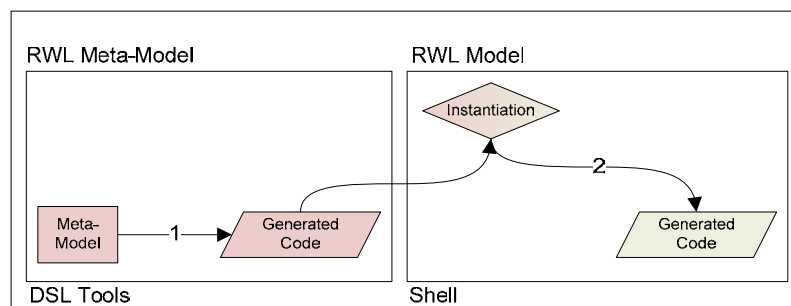 RWL Meta-Model
RWL Model
Instantiation
2
Meta-
Model
1
Generated
Code
Generated
Code
DSL Tools
Shell